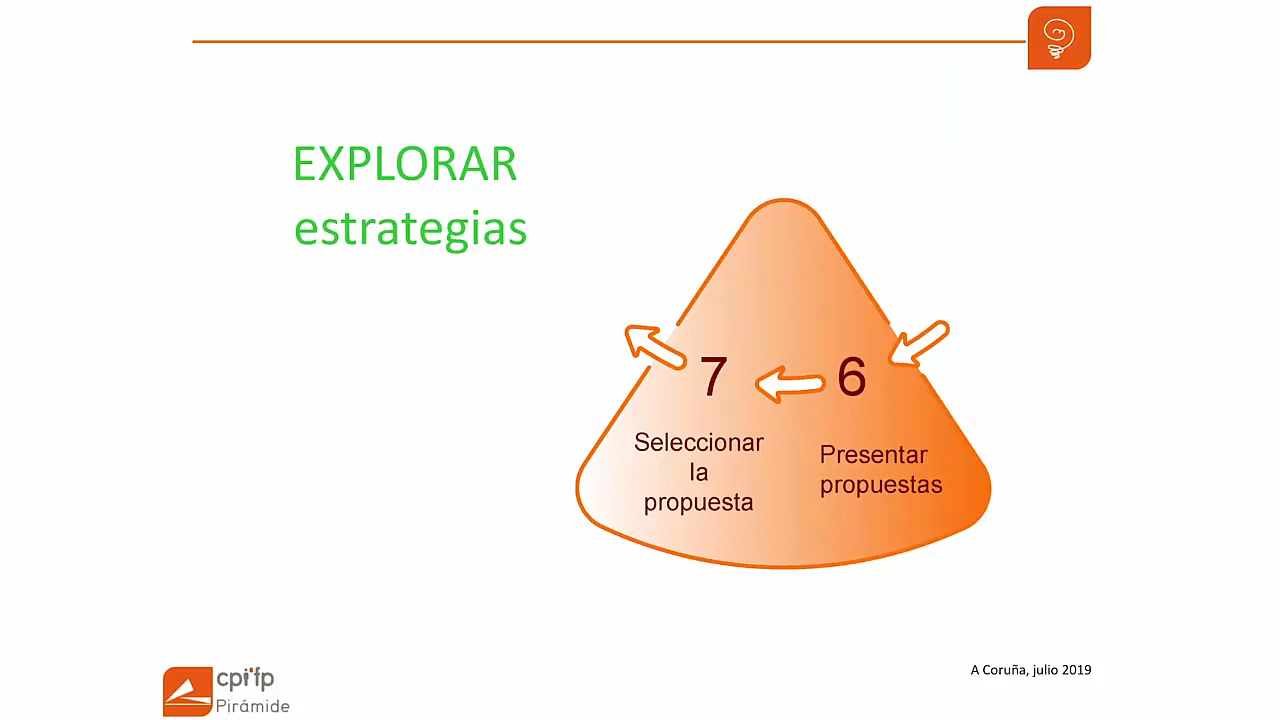 EXPLORAR
estrategias
7
6
Seleccionar
la
propuesta
Presentar
propuestas
cpifp
Pirámide
A Coruña, julio 2019